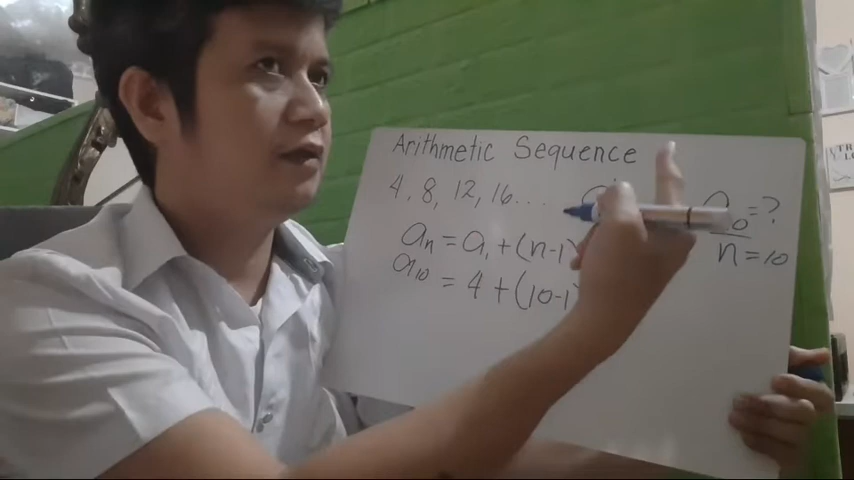 Arithmetic Sequence
4, 8, 12, 16....
aₙ = a₁ + (n-1)
a₁₀ = 4 + (10-1)
=?
n = 10